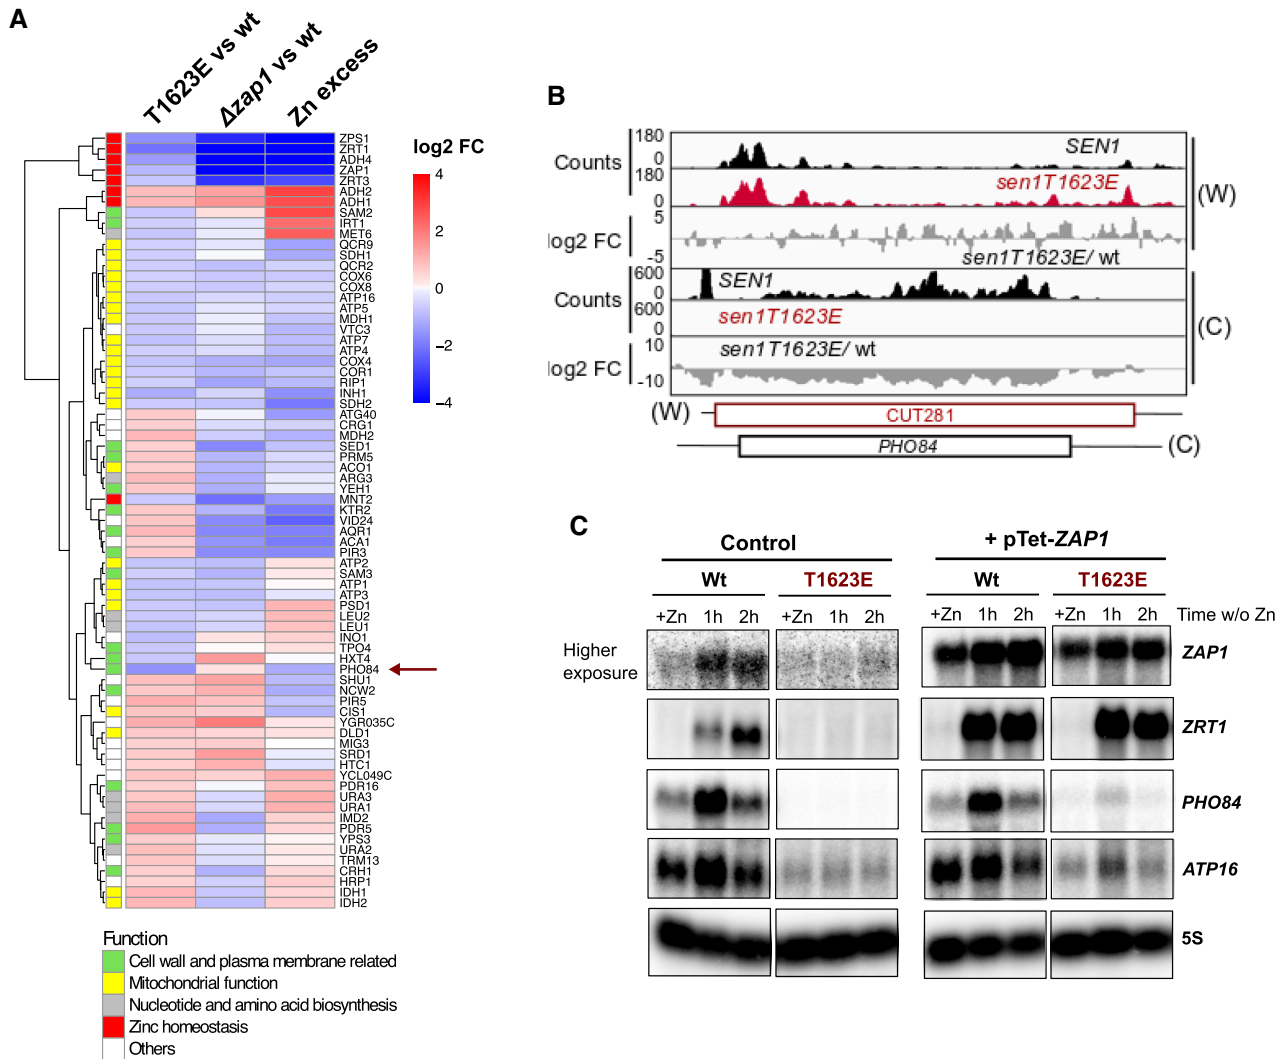 A
T1623E vs wt
Δzap1 vs wt
Zn excess
log2 FC
4
2
0
−2
−4
ZPS1
ZRT1
ADH4
ZAP1
ZRT3
ADH2
ADH1
SAM2
IRT1
MET6
QCR9
SDH1
QCR2
COX6
COX8
ATP16
ATP5
MDH1
VTC3
ATP7
ATP4
COX4
COR1
RIP1
INH1
SDH2
ATG40
CRG1
MDH2
SED1
PRM5
ACO1
ARG3
YEH1
MNT2
KTR2
VID24
AQR1
ACA1
PIR3
ATP2
SAM3
ATP1
ATP3
PSD1
LEU2
LEU1
INO1
TPO4
HXT4
PHO84
SHU1
NCW2
PIR5
CIS1
YGR035C
DLD1
MIG3
SRD1
HTC1
YCL049C
PDR16
URA3
URA1
IMD2
PDR5
YPS3
URA2
TRM13
CRH1
HRP1
IDH1
IDH2
Function
Cell wall and plasma membrane related
Mitochondrial function
Nucleotide and amino acid biosynthesis
Zinc homeostasis
Others
B
Counts
180
0
SEN1
180
0
sen1T1623E
(W)
log2 FC
5
-5
sen1T1623E/ wt
Counts
600
0
SEN1
600
0
sen1T1623E
(C)
log2 FC
10
-10
sen1T1623E/ wt
(W)
CUT281
PHO84
(C)
C
Control
+ pTet-ZAP1
Wt
T1623E
Wt
T1623E
+Zn 1h 2h
+Zn 1h 2h
+Zn 1h 2h
+Zn 1h 2h
Time w/o Zn
Higher
exposure
ZAP1
ZRT1
PHO84
ATP16
5S